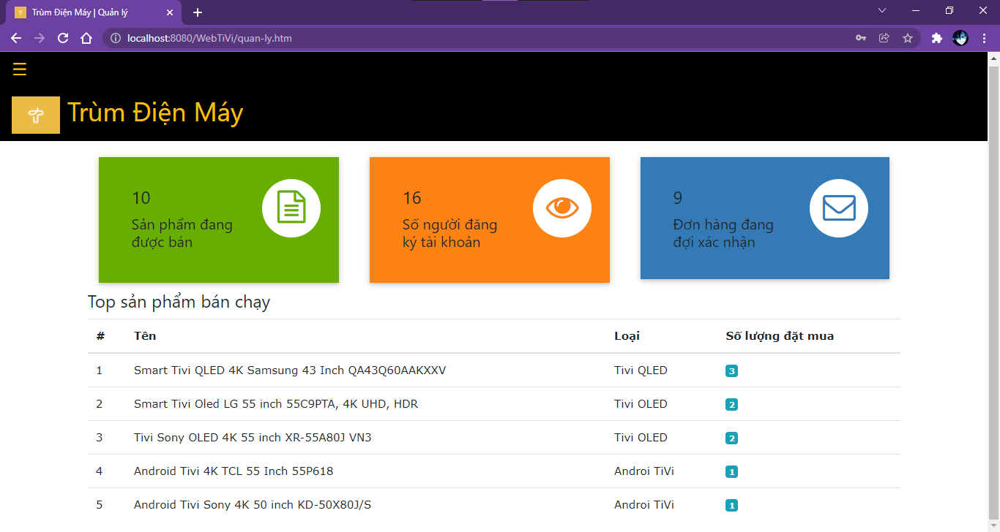 Trùm Điện Máy | Quản lý
localhost:8080/WebTiVi/quan-ly.htm
Trùm Điện Máy
10
Sản phẩm đang
được bán
16
Số người đăng
ký tài khoản
9
Đơn hàng đang
đợi xác nhận
Top sản phẩm bán chạy
# Tên Loại Số lượng đặt mua
1 Smart Tivi QLED 4K Samsung 43 Inch QA43Q60AAKXXV Tivi QLED 3
2 Smart Tivi Oled LG 55 inch 55C9PTA, 4K UHD, HDR Tivi OLED 2
3 Tivi Sony OLED 4K 55 inch XR-55A80J VN3 Tivi OLED 2
4 Android Tivi 4K TCL 55 Inch 55P618 Androi TiVi 1
5 Android Tivi Sony 4K 50 inch KD-50X80J/S Androi TiVi 1